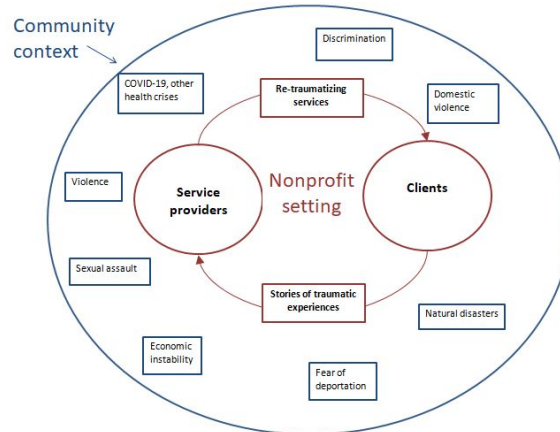 Community
context
Discrimination
COVID-19, other
health crises
Re-traumatizing
services
Domestic
violence
Violence
Service
providers
Nonprofit
setting
Clients
Sexual assault
Stories of traumatic
experiences
Natural disasters
Economic
instability
Fear of
deportation